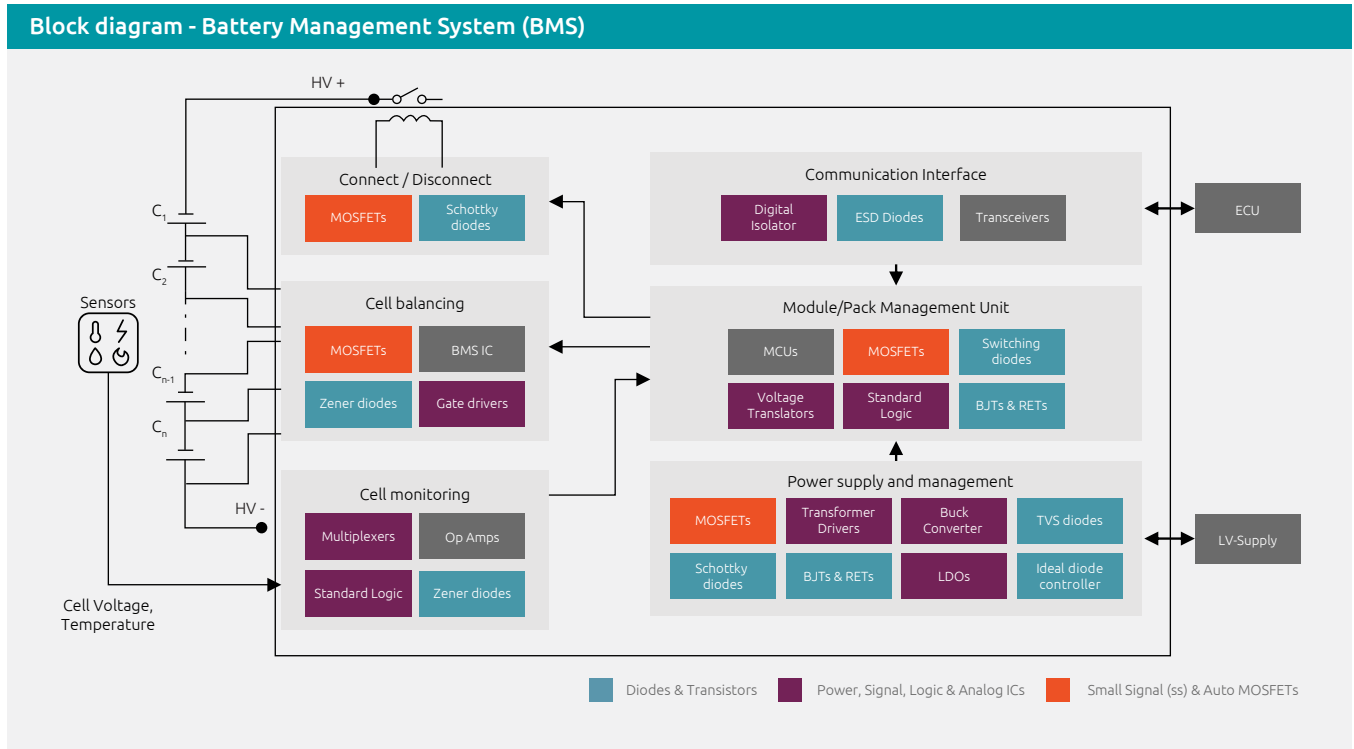 Block diagram - Battery Management System (BMS)
HV +
Connect / Disconnect
MOSFETs
Schottky
diodes
Communication Interface
Digital
Isolator
ESD Diodes
Transceivers
ECU
C1
C2
Sensors
Cn-1
Cn
HV -
Cell balancing
MOSFETs
BMS IC
Zener diodes
Gate drivers
Module/Pack Management Unit
MCUs
MOSFETs
Switching
diodes
Voltage
Translators
Standard
Logic
BJTs & RETs
Cell monitoring
Multiplexers
Op Amps
Standard Logic
Zener diodes
Power supply and management
MOSFETs
Transformer
Drivers
Buck
Converter
TVS diodes
Schottky
diodes
BJTs & RETs
LDOs
Ideal diode
controller
LV-Supply
Cell Voltage,
Temperature
Diodes & Transistors
Power, Signal, Logic & Analog ICs
Small Signal (ss) & Auto MOSFETs